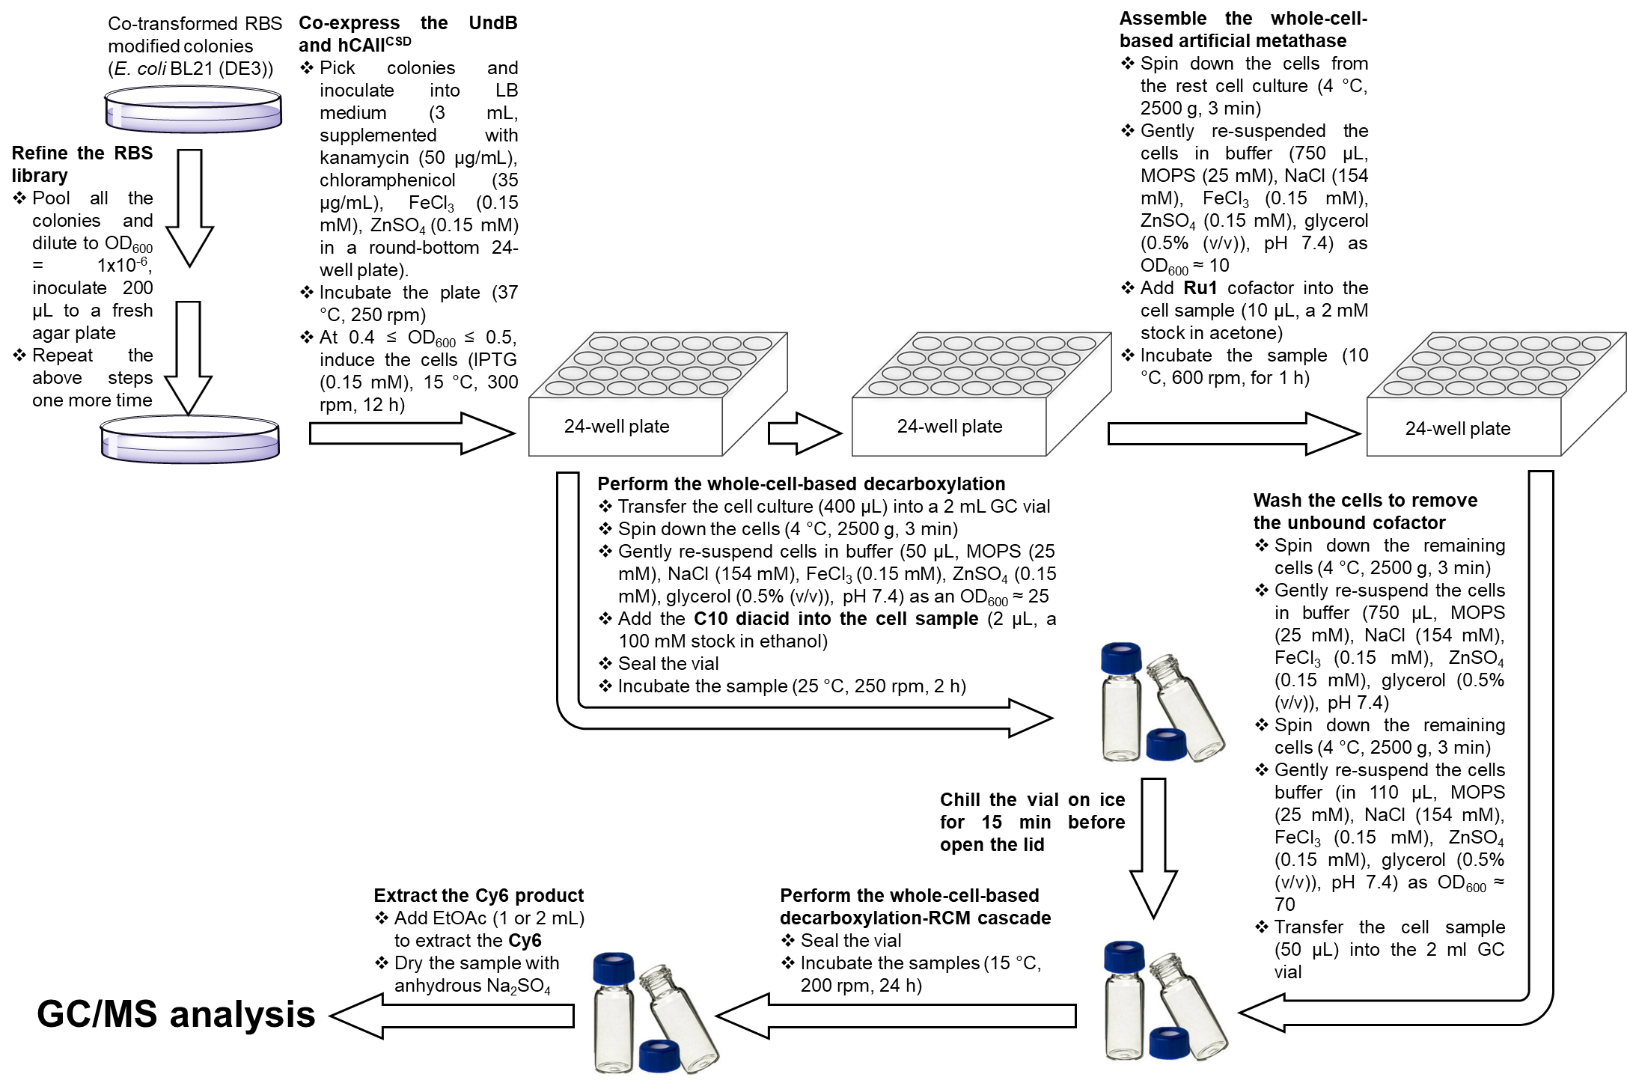 Co-transformed RBS
modified colonies
(E. coli BL21 (DE3))
Refine the RBS
library
❖ Pool all the
colonies and
dilute to OD600
= 1x10-6,
inoculate 200
µL to a fresh
agar plate
❖ Repeat the
above steps
one more time
Co-express the UndB
and hCAIICSD
❖ Pick colonies and
inoculate into LB
medium (3 mL,
supplemented with
kanamycin (50 µg/mL),
chloramphenicol (35
µg/mL), FeCl3 (0.15
mM), ZnSO4 (0.15 mM)
in a round-bottom 24-
well plate).
❖ Incubate the plate (37
°C, 250 rpm)
❖ At 0.4 ≤ OD600 ≤ 0.5,
induce the cells (IPTG
(0.15 mM), 15 °C, 300
rpm, 12 h)
24-well plate
24-well plate
Assemble the whole-cell-
based artificial metathase
❖ Spin down the cells from
the rest cell culture (4 °C,
2500 g, 3 min)
❖ Gently re-suspended the
cells in buffer (750 µL,
MOPS (25 mM), NaCl (154
mM), FeCl3 (0.15 mM),
ZnSO4 (0.15 mM), glycerol
(0.5% (v/v)), pH 7.4) as
OD600 ≈ 10
❖ Add Ru1 cofactor into the
cell sample (10 µL, a 2 mM
stock in acetone)
❖ Incubate the sample (10
°C, 600 rpm, for 1 h)
24-well plate
Perform the whole-cell-based decarboxylation
❖ Transfer the cell culture (400 µL) into a 2 mL GC vial
❖ Spin down the cells (4 °C, 2500 g, 3 min)
❖ Gently re-suspend cells in buffer (50 µL, MOPS (25
mM), NaCl (154 mM), FeCl3 (0.15 mM), ZnSO4 (0.15
mM), glycerol (0.5% (v/v)), pH 7.4) as an OD600 ≈ 25
❖ Add the C10 diacid into the cell sample (2 µL, a
100 mM stock in ethanol)
❖ Seal the vial
❖ Incubate the sample (25 °C, 250 rpm, 2 h)
Wash the cells to remove
the unbound cofactor
❖ Spin down the remaining
cells (4 °C, 2500 g, 3 min)
❖ Gently re-suspend the cells
in buffer (750 µL, MOPS
(25 mM), NaCl (154 mM),
FeCl3 (0.15 mM), ZnSO4
(0.15 mM), glycerol (0.5%
(v/v)), pH 7.4)
❖ Spin down the remaining
cells (4 °C, 2500 g, 3 min)
❖ Gently re-suspend the cells
buffer (in 110 µL, MOPS
(25 mM), NaCl (154 mM),
FeCl3 (0.15 mM), ZnSO4
(0.15 mM), glycerol (0.5%
(v/v)), pH 7.4) as OD600 ≈
70
❖ Transfer the cell sample
(50 µL) into the 2 ml GC
vial
Chill the vial on ice
for 15 min before
open the lid
Perform the whole-cell-based
decarboxylation-RCM cascade
❖ Seal the vial
❖ Incubate the samples (15 °C,
200 rpm, 24 h)
Extract the Cy6 product
❖ Add EtOAc (1 or 2 mL)
to extract the Cy6
❖ Dry the sample with
anhydrous Na2SO4
GC/MS analysis